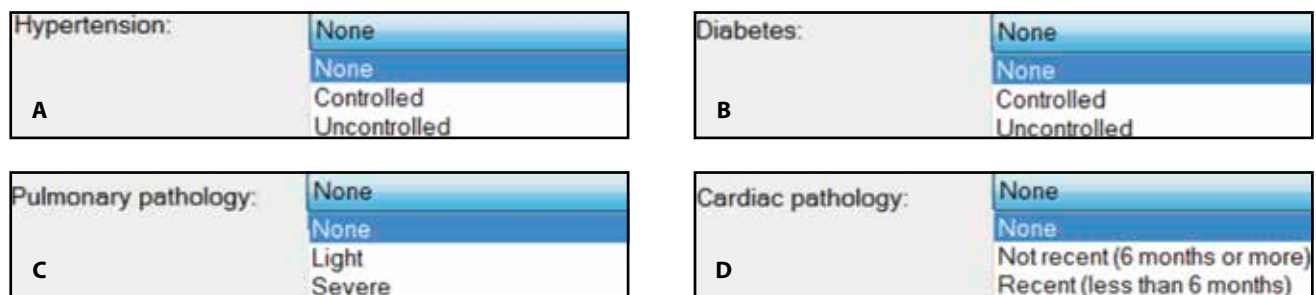 Hypertension:
None
None
Controlled
Uncontrolled
A
Diabetes:
None
None
Controlled
Uncontrolled
B
Pulmonary pathology:
None
None
Light
Severe
C
Cardiac pathology:
None
None
Not recent (6 months or more)
Recent (less than 6 months)
D